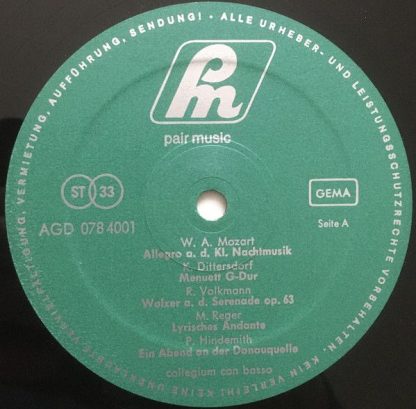 VERMIETUNG, AUFFÜHRUNG, SENDUNG! · ALLE URHEBER- UND LEISTUNGSSCHUTZRECHTE VORBEHALTEN. KEIN VERLEIH! KEINE UNERLAUBTE VERVIELFÄLTIGUNG,
pm
pair music
ST 33
GEMA
AGD 078 4001
Seite A
W. A. Mozart
Allegro a. d. Kl. Nachtmusik
K. Dittersdorf
Menuett G-Dur
R. Volkmann
Walzer a. d. Serenade op. 63
M. Reger
Lyrisches Andante
P. Hindemith
Ein Abend an der Donauquelle
collegium con basso